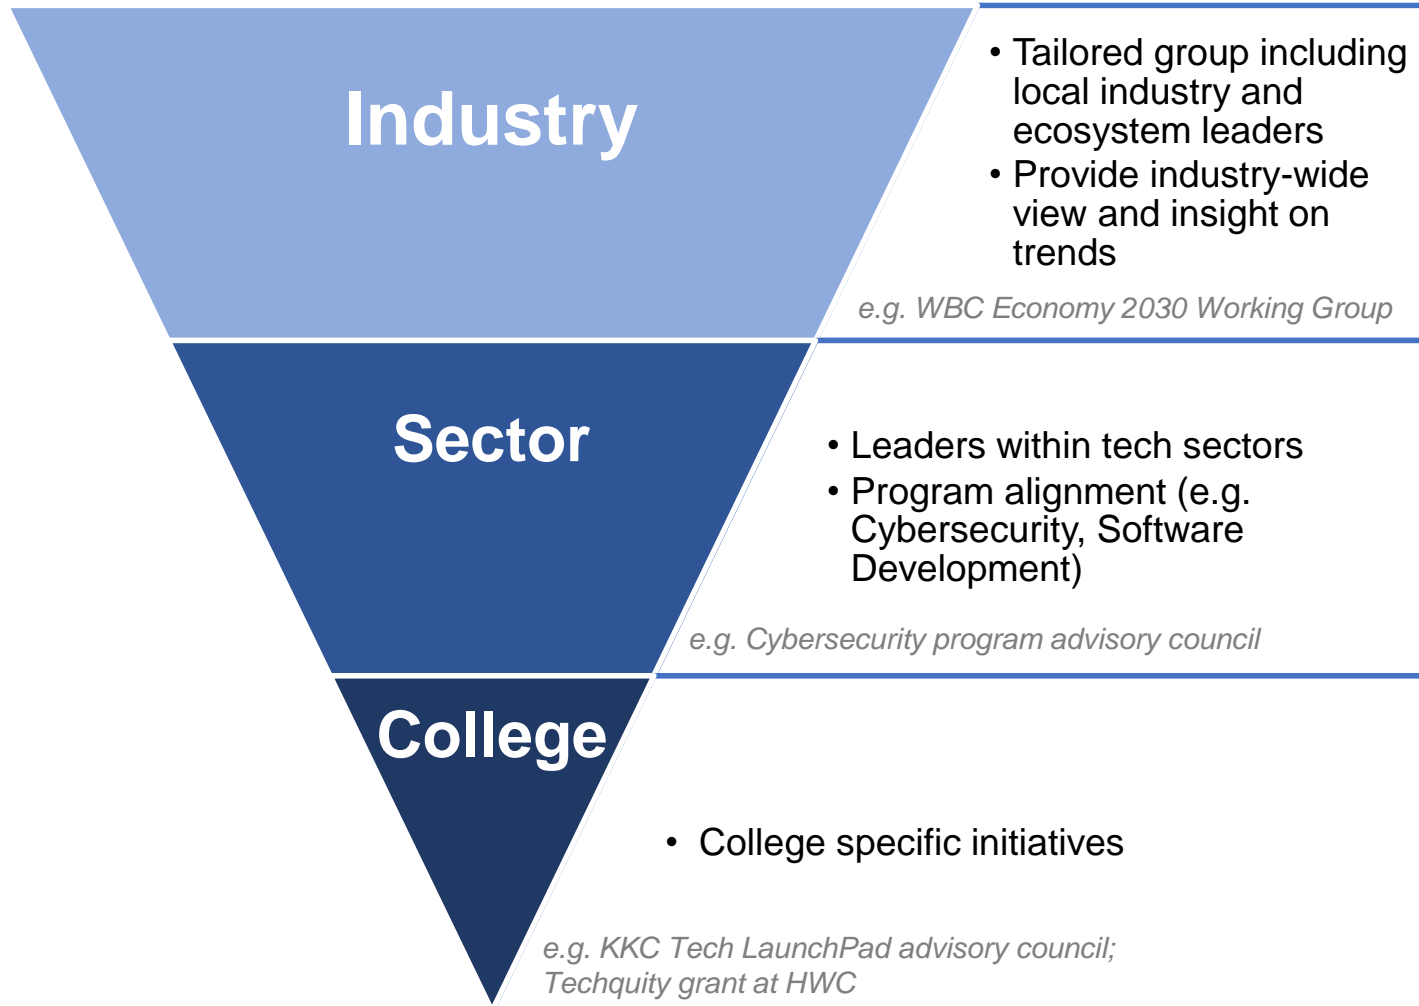 Industry
• Tailored group including
local industry and
ecosystem leaders
• Provide industry-wide
view and insight on
trends
e.g. WBC Economy 2030 Working Group
Sector
• Leaders within tech sectors
• Program alignment (e.g.
Cybersecurity, Software
Development)
e.g. Cybersecurity program advisory council
College
• College specific initiatives
e.g. KKC Tech LaunchPad advisory council;
Techquity grant at HWC